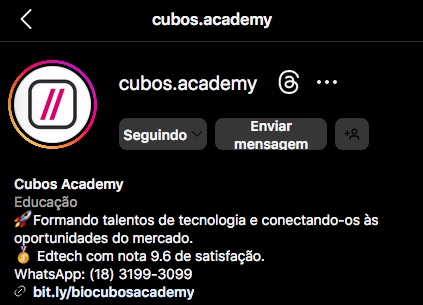 cubos.academy
cubos.academy
Seguindo
Enviar mensagem
Cubos Academy
Educação
🚀Formando talentos de tecnologia e conectando-os às
oportunidades do mercado.
🥇 Edtech com nota 9.6 de satisfação.
WhatsApp: (18) 3199-3099
bit.ly/biocubosacademy